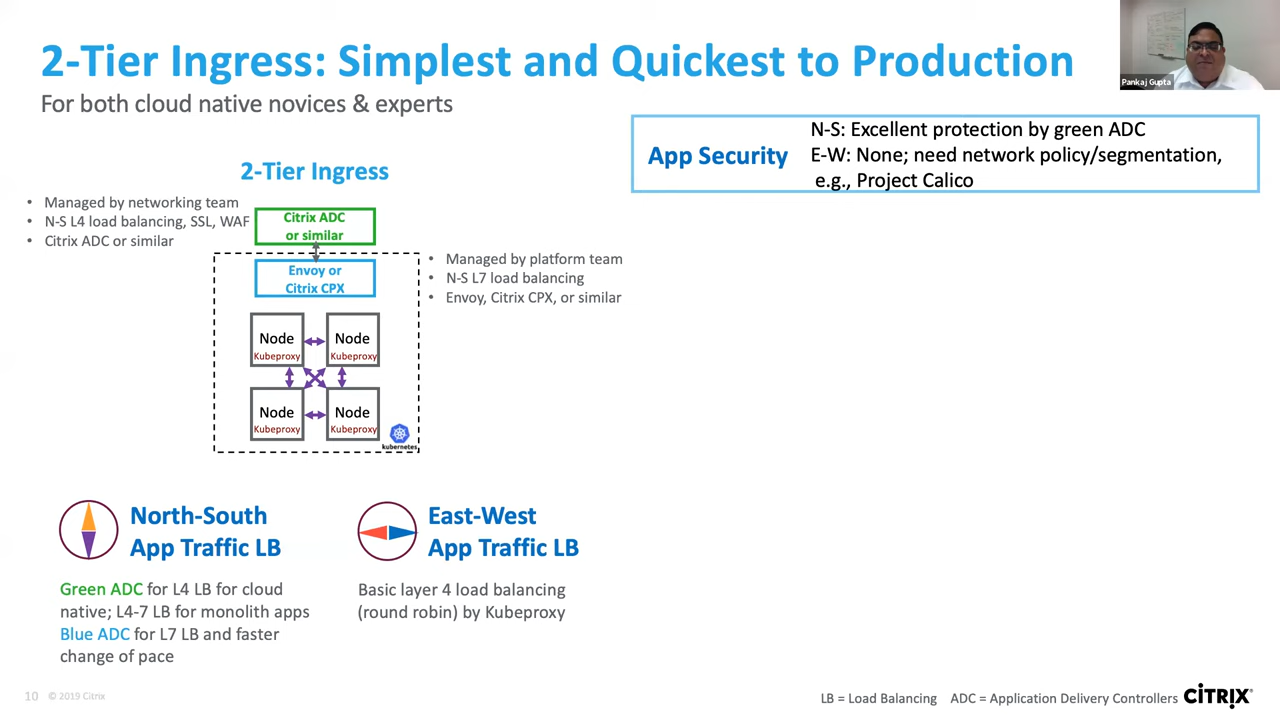 2-Tier Ingress: Simplest and Quickest to Production
For both cloud native novices & experts
Pankaj Gupta
App Security
N-S: Excellent protection by green ADC
E-W: None; need network policy/segmentation,
e.g., Project Calico
2-Tier Ingress
• Managed by networking team
• N-S L4 load balancing, SSL, WAF
• Citrix ADC or similar
Citrix ADC
or similar
Envoy or
Citrix CPX
• Managed by platform team
• N-S L7 load balancing
• Envoy, Citrix CPX, or similar
Node
Kubeproxy
Node
Kubeproxy
Node
Kubeproxy
Node
Kubeproxy
kubernetes
North-South
App Traffic LB
Green ADC for L4 LB for cloud
native; L4-7 LB for monolith apps
Blue ADC for L7 LB and faster
change of pace
East-West
App Traffic LB
Basic layer 4 load balancing
(round robin) by Kubeproxy
10 © 2019 Citrix
LB = Load Balancing ADC = Application Delivery Controllers
CITRIX